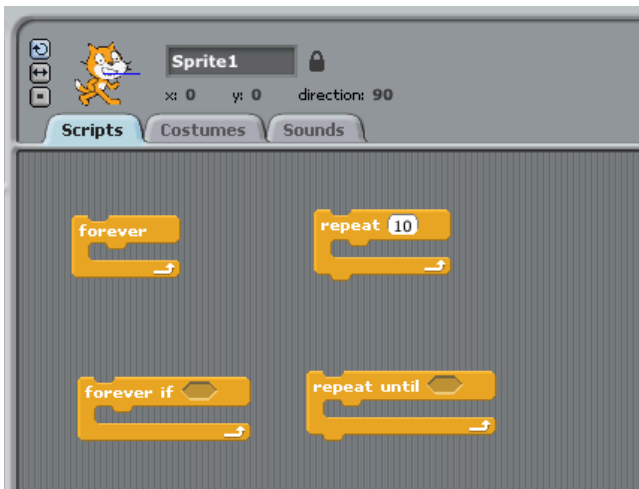 Sprite1
x: 0 y: 0 direction: 90
Scripts Costumes Sounds
forever
repeat 10
forever if
repeat until